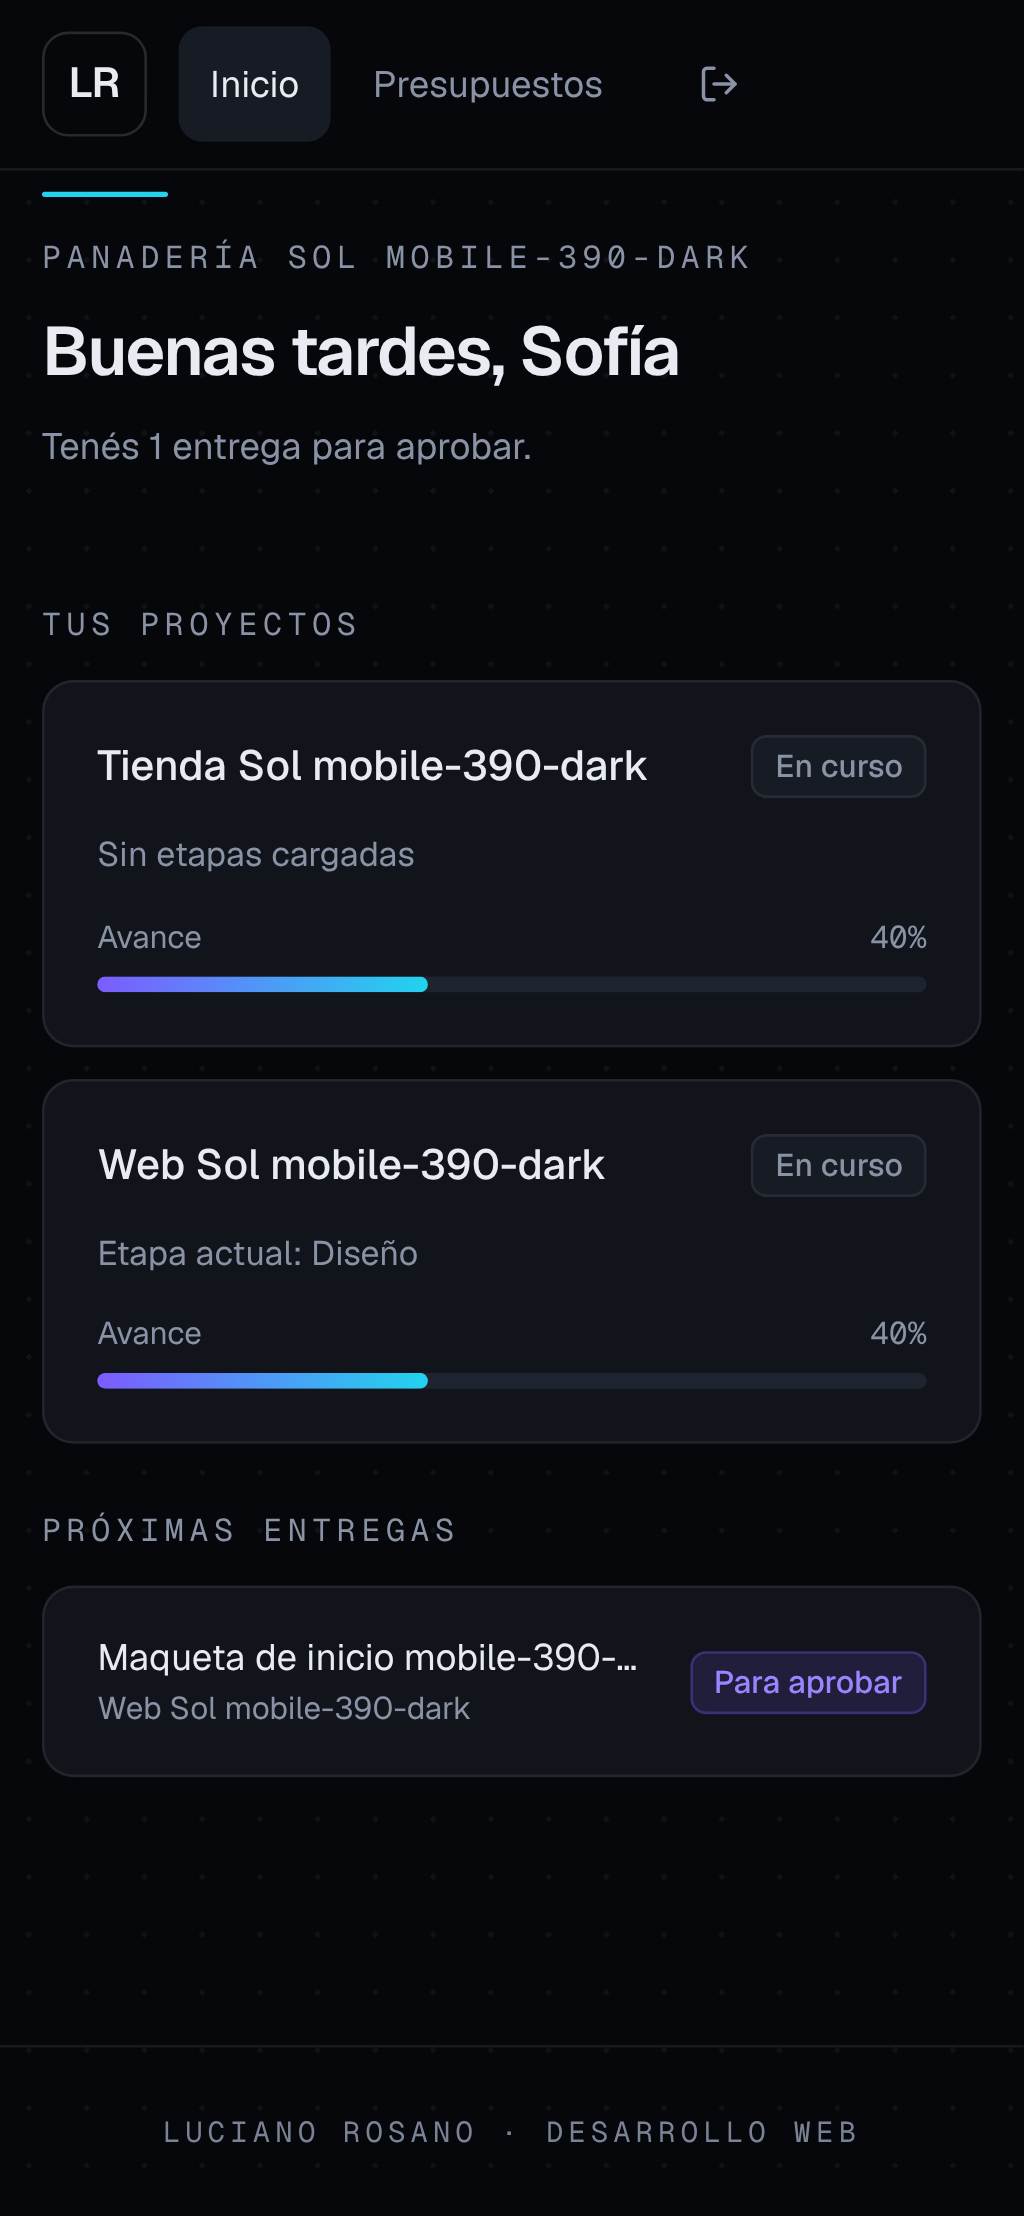 LR
Inicio
Presupuestos
PANADERÍA SOL MOBILE-390-DARK
Buenas tardes, Sofía
Tenés 1 entrega para aprobar.
TUS PROYECTOS
Tienda Sol mobile-390-dark
En curso
Sin etapas cargadas
Avance
40%
Web Sol mobile-390-dark
En curso
Etapa actual: Diseño
Avance
40%
PRÓXIMAS ENTREGAS
Maqueta de inicio mobile-390-…
Web Sol mobile-390-dark
Para aprobar
LUCIANO ROSANO · DESARROLLO WEB